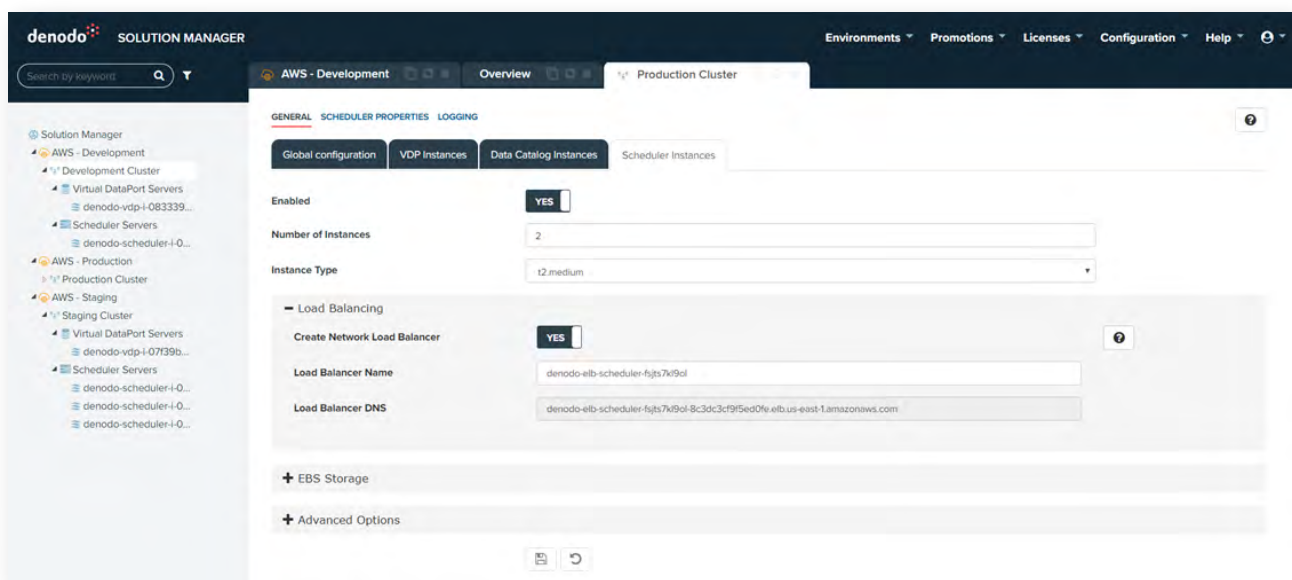 denodo SOLUTION MANAGER
Environments Promotions Licenses Configuration Help
Search by keyword
AWS - Development Overview Production Cluster
GENERAL SCHEDULER PROPERTIES LOGGING
Solution Manager
AWS - Development
Development Cluster
Virtual DataPort Servers
denodo-vdp-i-083339...
Scheduler Servers
denodo-scheduler-i-0...
AWS - Production
Production Cluster
AWS - Staging
Staging Cluster
Virtual DataPort Servers
denodo-vdp-i-07f39b...
Scheduler Servers
denodo-scheduler-i-0...
denodo-scheduler-i-0...
denodo-scheduler-i-0...
Global configuration VDP Instances Data Catalog Instances Scheduler Instances
Enabled YES
Number of Instances 2
Instance Type t2.medium
Load Balancing
Create Network Load Balancer YES
Load Balancer Name denodo-elb-scheduler-fsjts7kl9ol
Load Balancer DNS denodo-elb-scheduler-fsjts7kl9ol-8c3dc3cf9f5ed0fe.elb.us-east-1.amazonaws.com
EBS Storage
Advanced Options